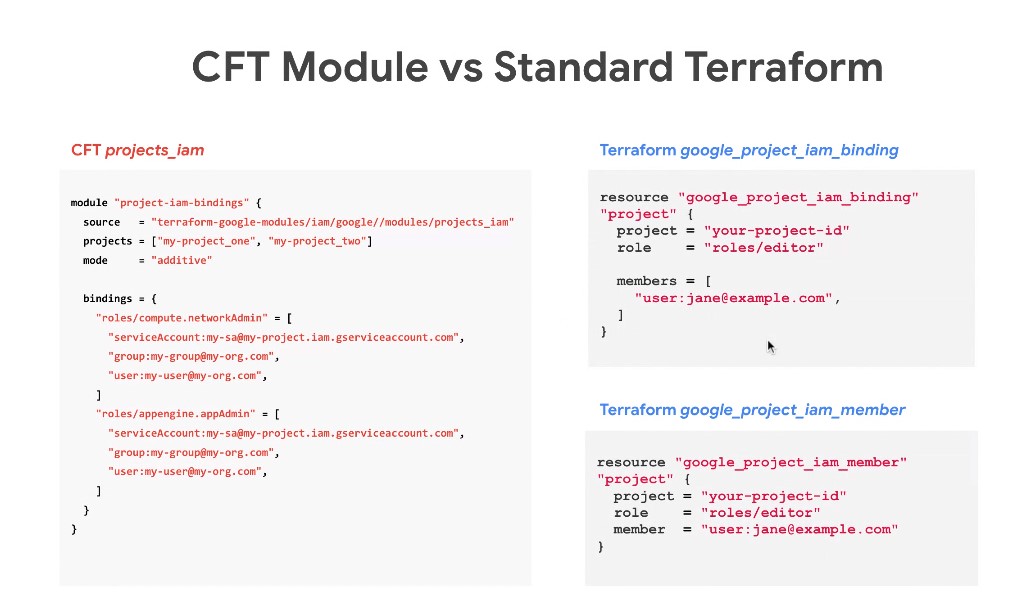 CFT Module vs Standard Terraform
CFT projects_iam
module "project-iam-bindings" {
  source   = "terraform-google-modules/iam/google//modules/projects_iam"
  projects = ["my-project_one", "my-project_two"]
  mode     = "additive"

  bindings = {
    "roles/compute.networkAdmin" = [
      "serviceAccount:my-sa@my-project.iam.gserviceaccount.com",
      "group:my-group@my-org.com",
      "user:my-user@my-org.com",
    ]
    "roles/appengine.appAdmin" = [
      "serviceAccount:my-sa@my-project.iam.gserviceaccount.com",
      "group:my-group@my-org.com",
      "user:my-user@my-org.com",
    ]
  }
}
Terraform google_project_iam_binding
resource "google_project_iam_binding"
"project" {
  project = "your-project-id"
  role    = "roles/editor"

  members = [
    "user:jane@example.com",
  ]
}
Terraform google_project_iam_member
resource "google_project_iam_member"
"project" {
  project = "your-project-id"
  role    = "roles/editor"
  member  = "user:jane@example.com"
}